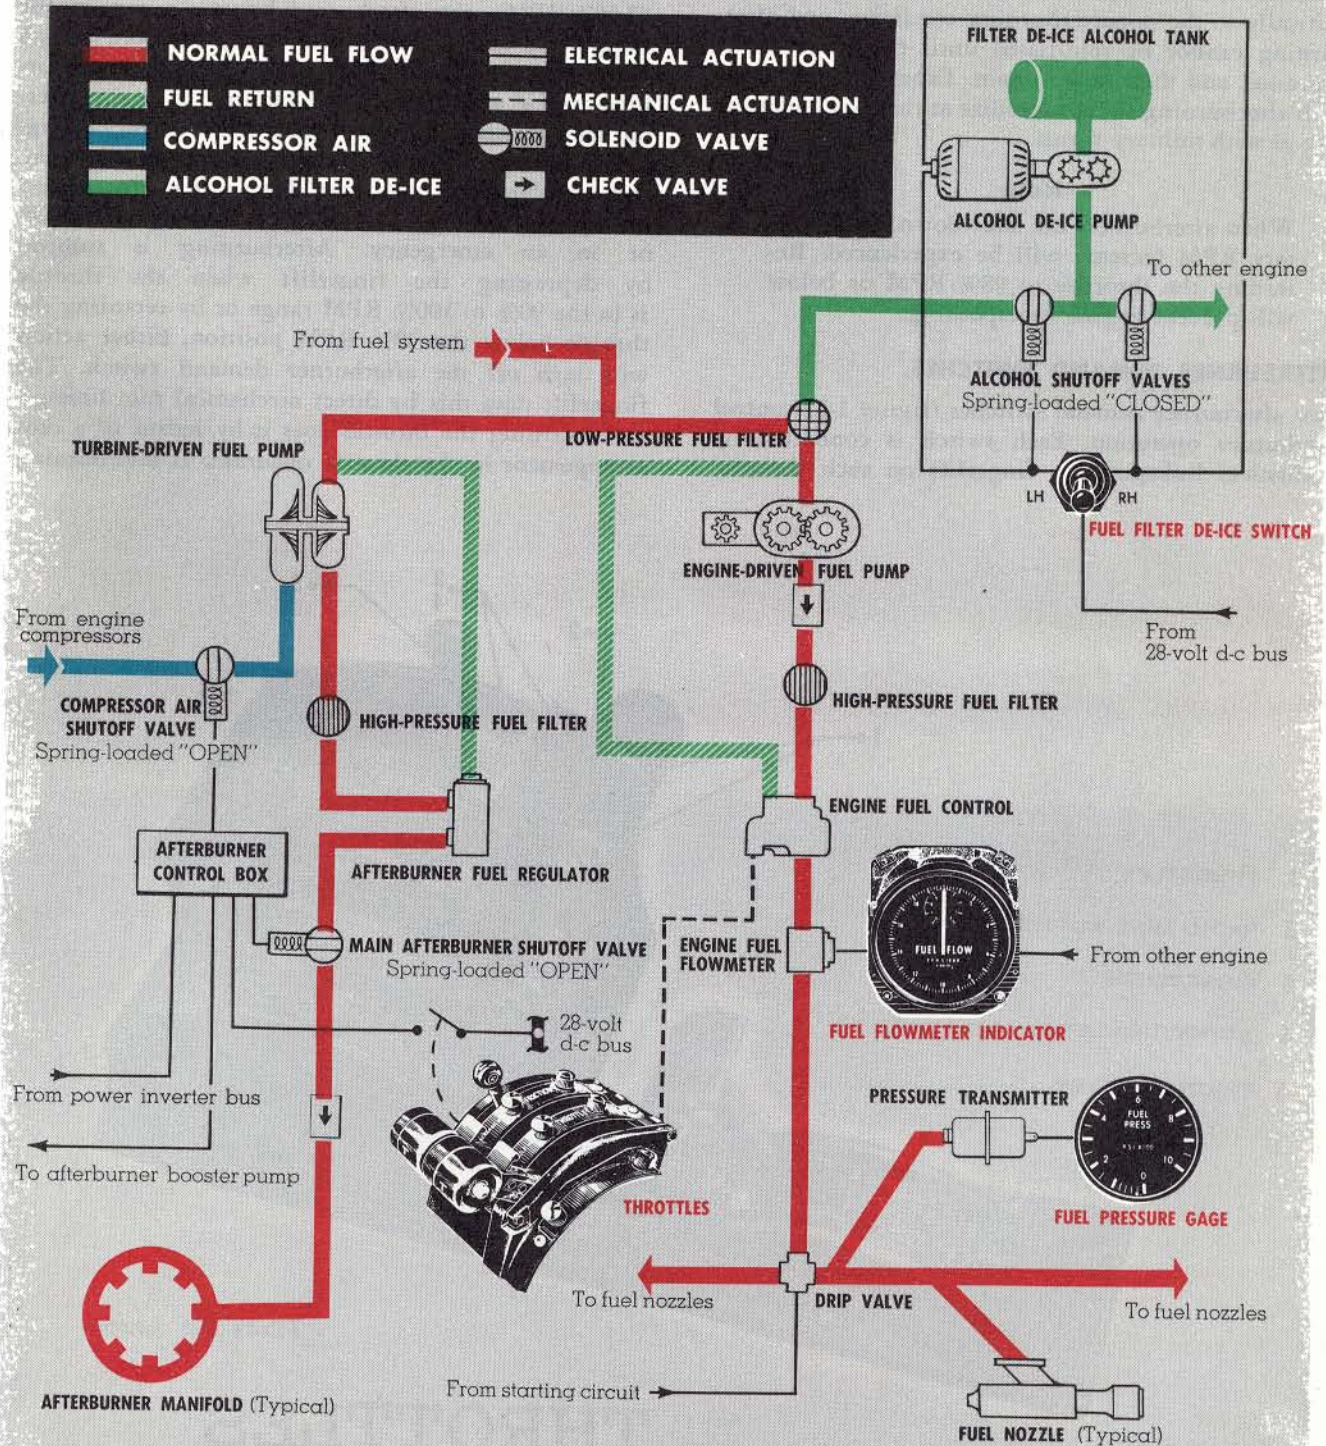 NORMAL FUEL FLOW
FUEL RETURN
COMPRESSOR AIR
ALCOHOL FILTER DE-ICE
ELECTRICAL ACTUATION
MECHANICAL ACTUATION
SOLENOID VALVE
CHECK VALVE
FILTER DE-ICE ALCOHOL TANK
ALCOHOL DE-ICE PUMP
To other engine
ALCOHOL SHUTOFF VALVES
Spring-loaded "CLOSED"
LH
RH
FUEL FILTER DE-ICE SWITCH
From
28-volt d-c bus
From fuel system
LOW-PRESSURE FUEL FILTER
TURBINE-DRIVEN FUEL PUMP
ENGINE-DRIVEN FUEL PUMP
From engine
compressors
COMPRESSOR AIR
SHUTOFF VALVE
Spring-loaded "OPEN"
HIGH-PRESSURE FUEL FILTER
HIGH-PRESSURE FUEL FILTER
ENGINE FUEL CONTROL
AFTERBURNER
CONTROL BOX
AFTERBURNER FUEL REGULATOR
MAIN AFTERBURNER SHUTOFF VALVE
Spring-loaded "OPEN"
ENGINE FUEL
FLOWMETER
FUEL FLOW
From other engine
FUEL FLOWMETER INDICATOR
28-volt
d-c bus
From power inverter bus
To afterburner booster pump
PRESSURE TRANSMITTER
FUEL
PRESS
0
2
4
6
8
10
FUEL PRESSURE GAGE
THROTTLES
To fuel nozzles
DRIP VALVE
To fuel nozzles
AFTERBURNER MANIFOLD (Typical)
From starting circuit
FUEL NOZZLE (Typical)